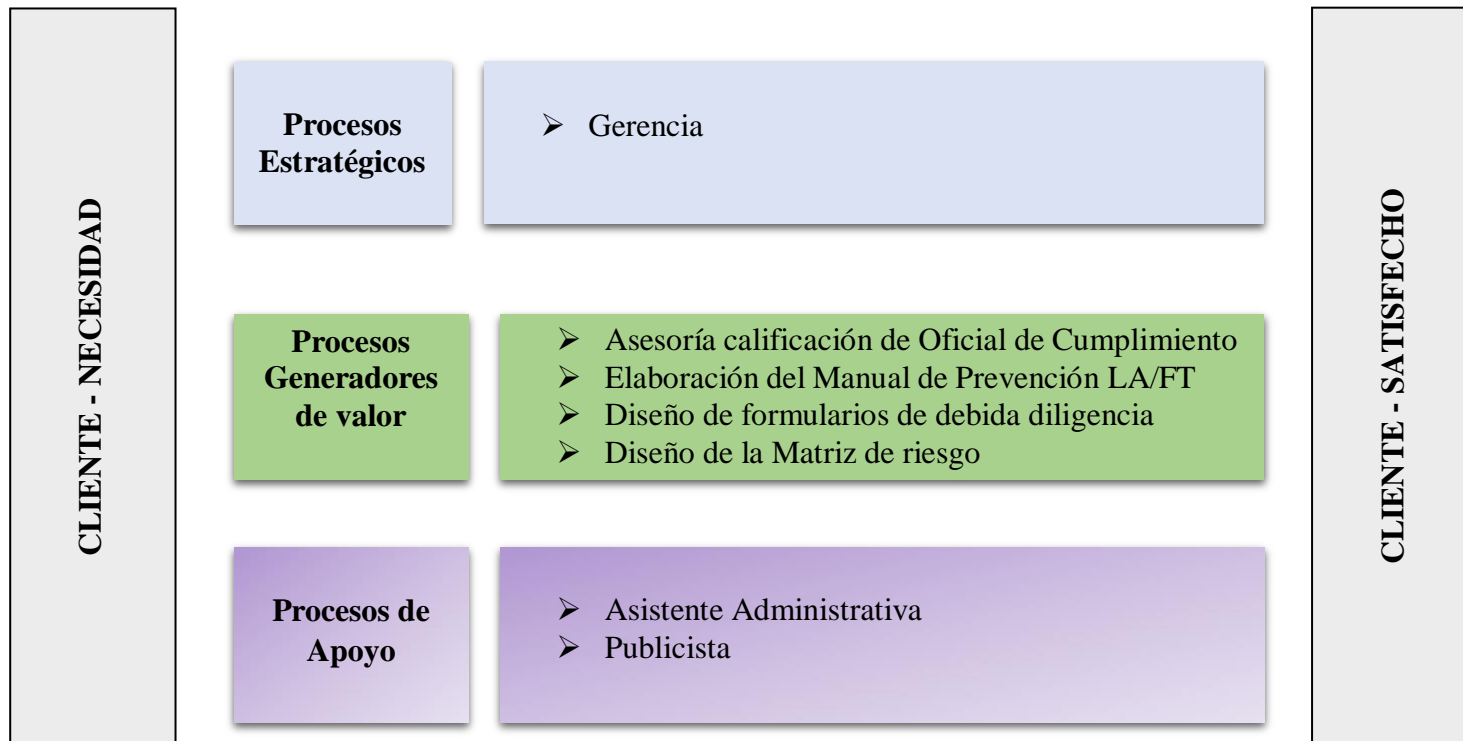 CLIENTE - NECESIDAD
Procesos
Estratégicos
➢ Gerencia
Procesos
Generadores
de valor
➢ Asesoría calificación de Oficial de Cumplimiento
➢ Elaboración del Manual de Prevención LA/FT
➢ Diseño de formularios de debida diligencia
➢ Diseño de la Matriz de riesgo
Procesos de
Apoyo
➢ Asistente Administrativa
➢ Publicista
CLIENTE - SATISFECHO